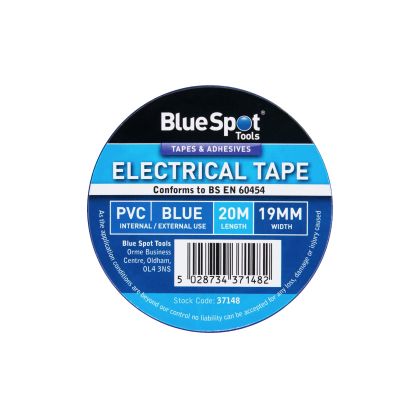 BlueSpot®
Tools
TAPES & ADHESIVES
ELECTRICAL TAPE
Conforms to BS EN 60454
PVC BLUE
INTERNAL / EXTERNAL USE
20M
LENGTH
19MM
WIDTH
Blue Spot Tools
Orme Business
Centre, Oldham,
OL4 3NS
5 028734 371482
Stock Code: 37148
As the application conditions are beyond our control no liability can be accepted for any loss, damage or injury caused